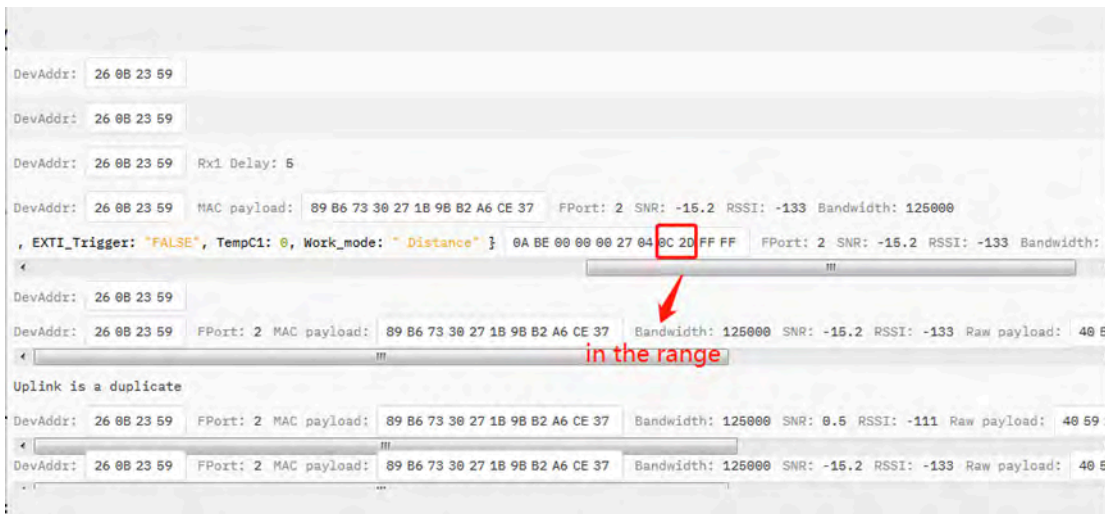 DevAddr: 26 0B 23 59
DevAddr: 26 0B 23 59
DevAddr: 26 0B 23 59 Rx1 Delay: 5
DevAddr: 26 0B 23 59 MAC payload: 89 B6 73 30 27 1B 9B B2 A6 CE 37 FPort: 2 SNR: -15.2 RSSI: -133 Bandwidth: 125000
, EXTI_Trigger: "FALSE", TempC1: 0, Work_mode: " Distance" } 0A BE 00 00 00 27 04 0C 2D FF FF FPort: 2 SNR: -15.2 RSSI: -133 Bandwidth:
DevAddr: 26 0B 23 59
DevAddr: 26 0B 23 59 FPort: 2 MAC payload: 89 B6 73 30 27 1B 9B B2 A6 CE 37 Bandwidth: 125000 SNR: -15.2 RSSI: -133 Raw payload: 40 5
in the range
Uplink is a duplicate
DevAddr: 26 0B 23 59 FPort: 2 MAC payload: 89 B6 73 30 27 1B 9B B2 A6 CE 37 Bandwidth: 125000 SNR: 0.5 RSSI: -111 Raw payload: 40 59
DevAddr: 26 0B 23 59 FPort: 2 MAC payload: 89 B6 73 30 27 1B 9B B2 A6 CE 37 Bandwidth: 125000 SNR: -15.2 RSSI: -133 Raw payload: 40 5